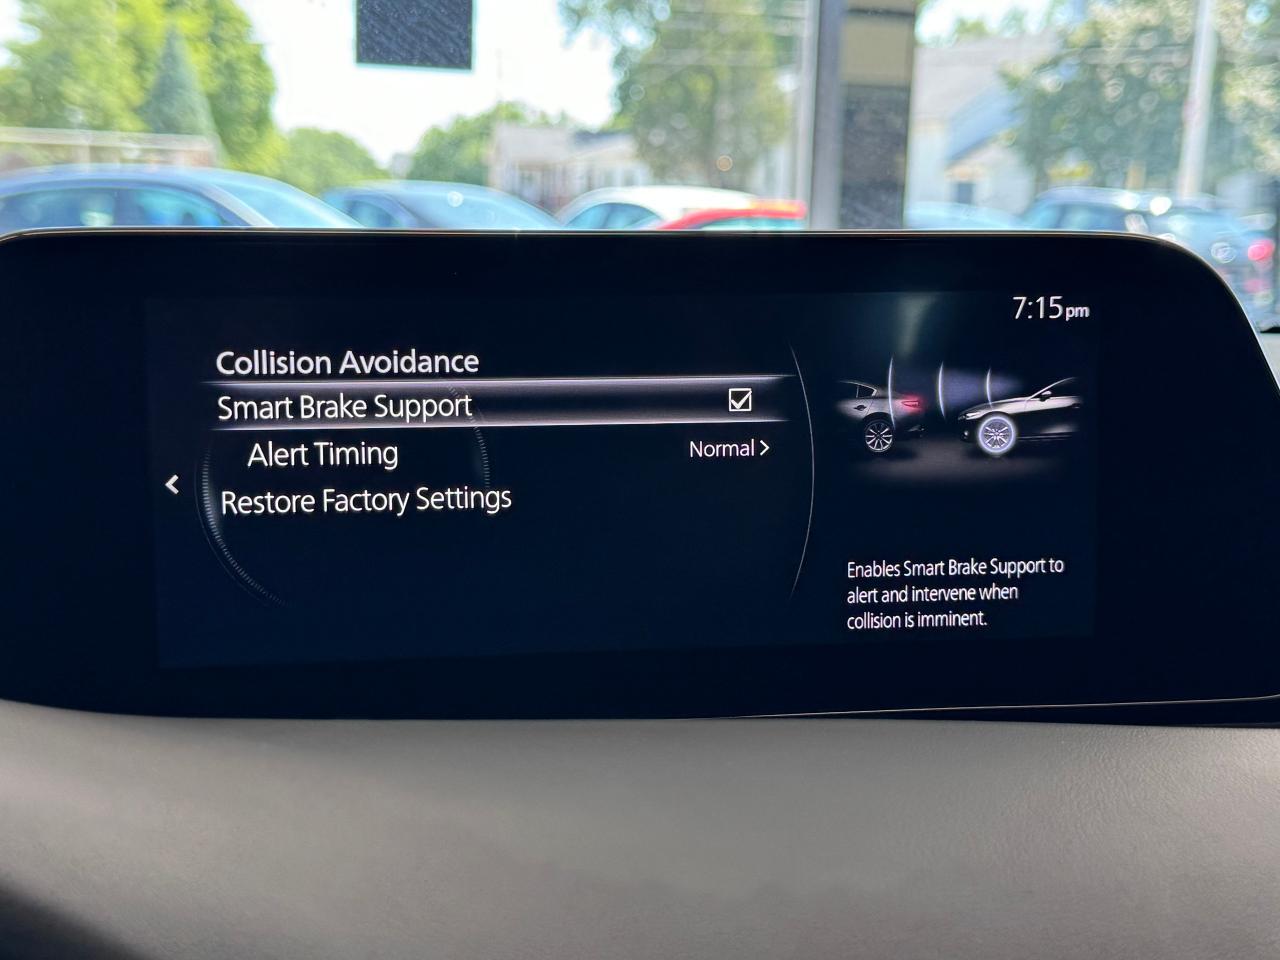 7:15pm
Collision Avoidance
Smart Brake Support
Alert Timing
Normal
Restore Factory Settings
Enables Smart Brake Support to
alert and intervene when
collision is imminent.